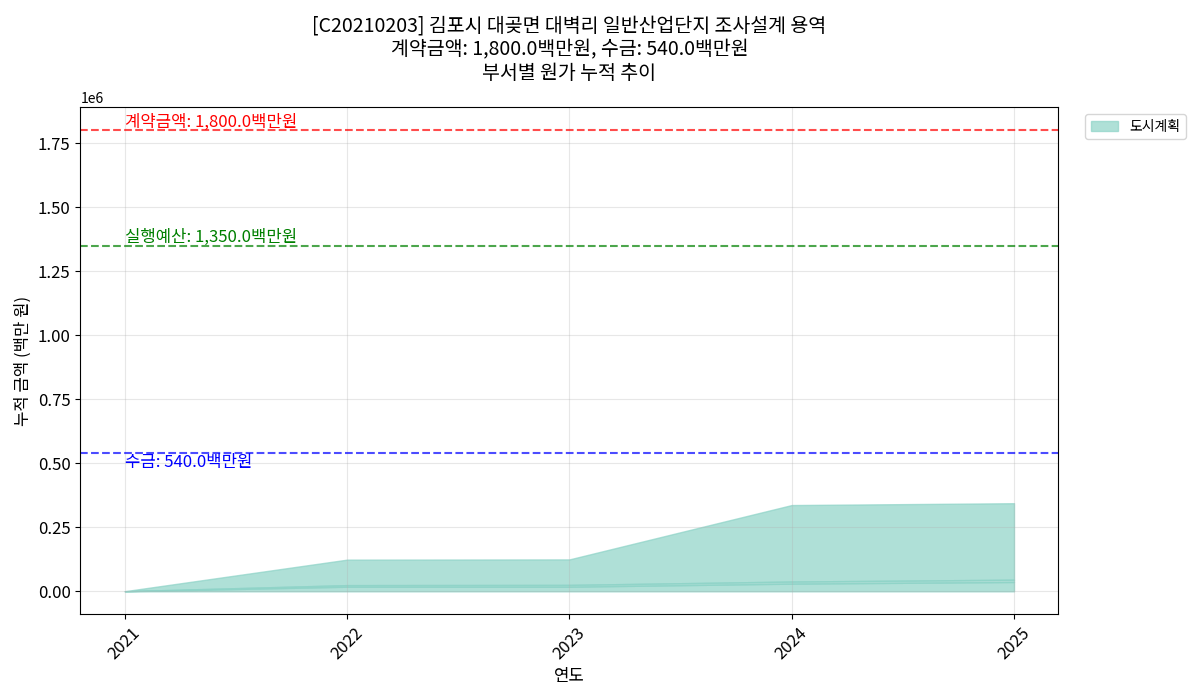 [C20210203] 김포시 대곶면 대벽리 일반산업단지 조사설계 용역
계약금액: 1,800.0백만원, 수금: 540.0백만원
부서별 원가 누적 추이
1e6
계약금액: 1,800.0백만원
도시계획
1.75
1.50
실행예산: 1,350.0백만원
1.25
1.00
누적 금액 (백만 원)
0.75
수금: 540.0백만원
0.50
0.25
0.00
2021
2022
2023
2024
2025
연도